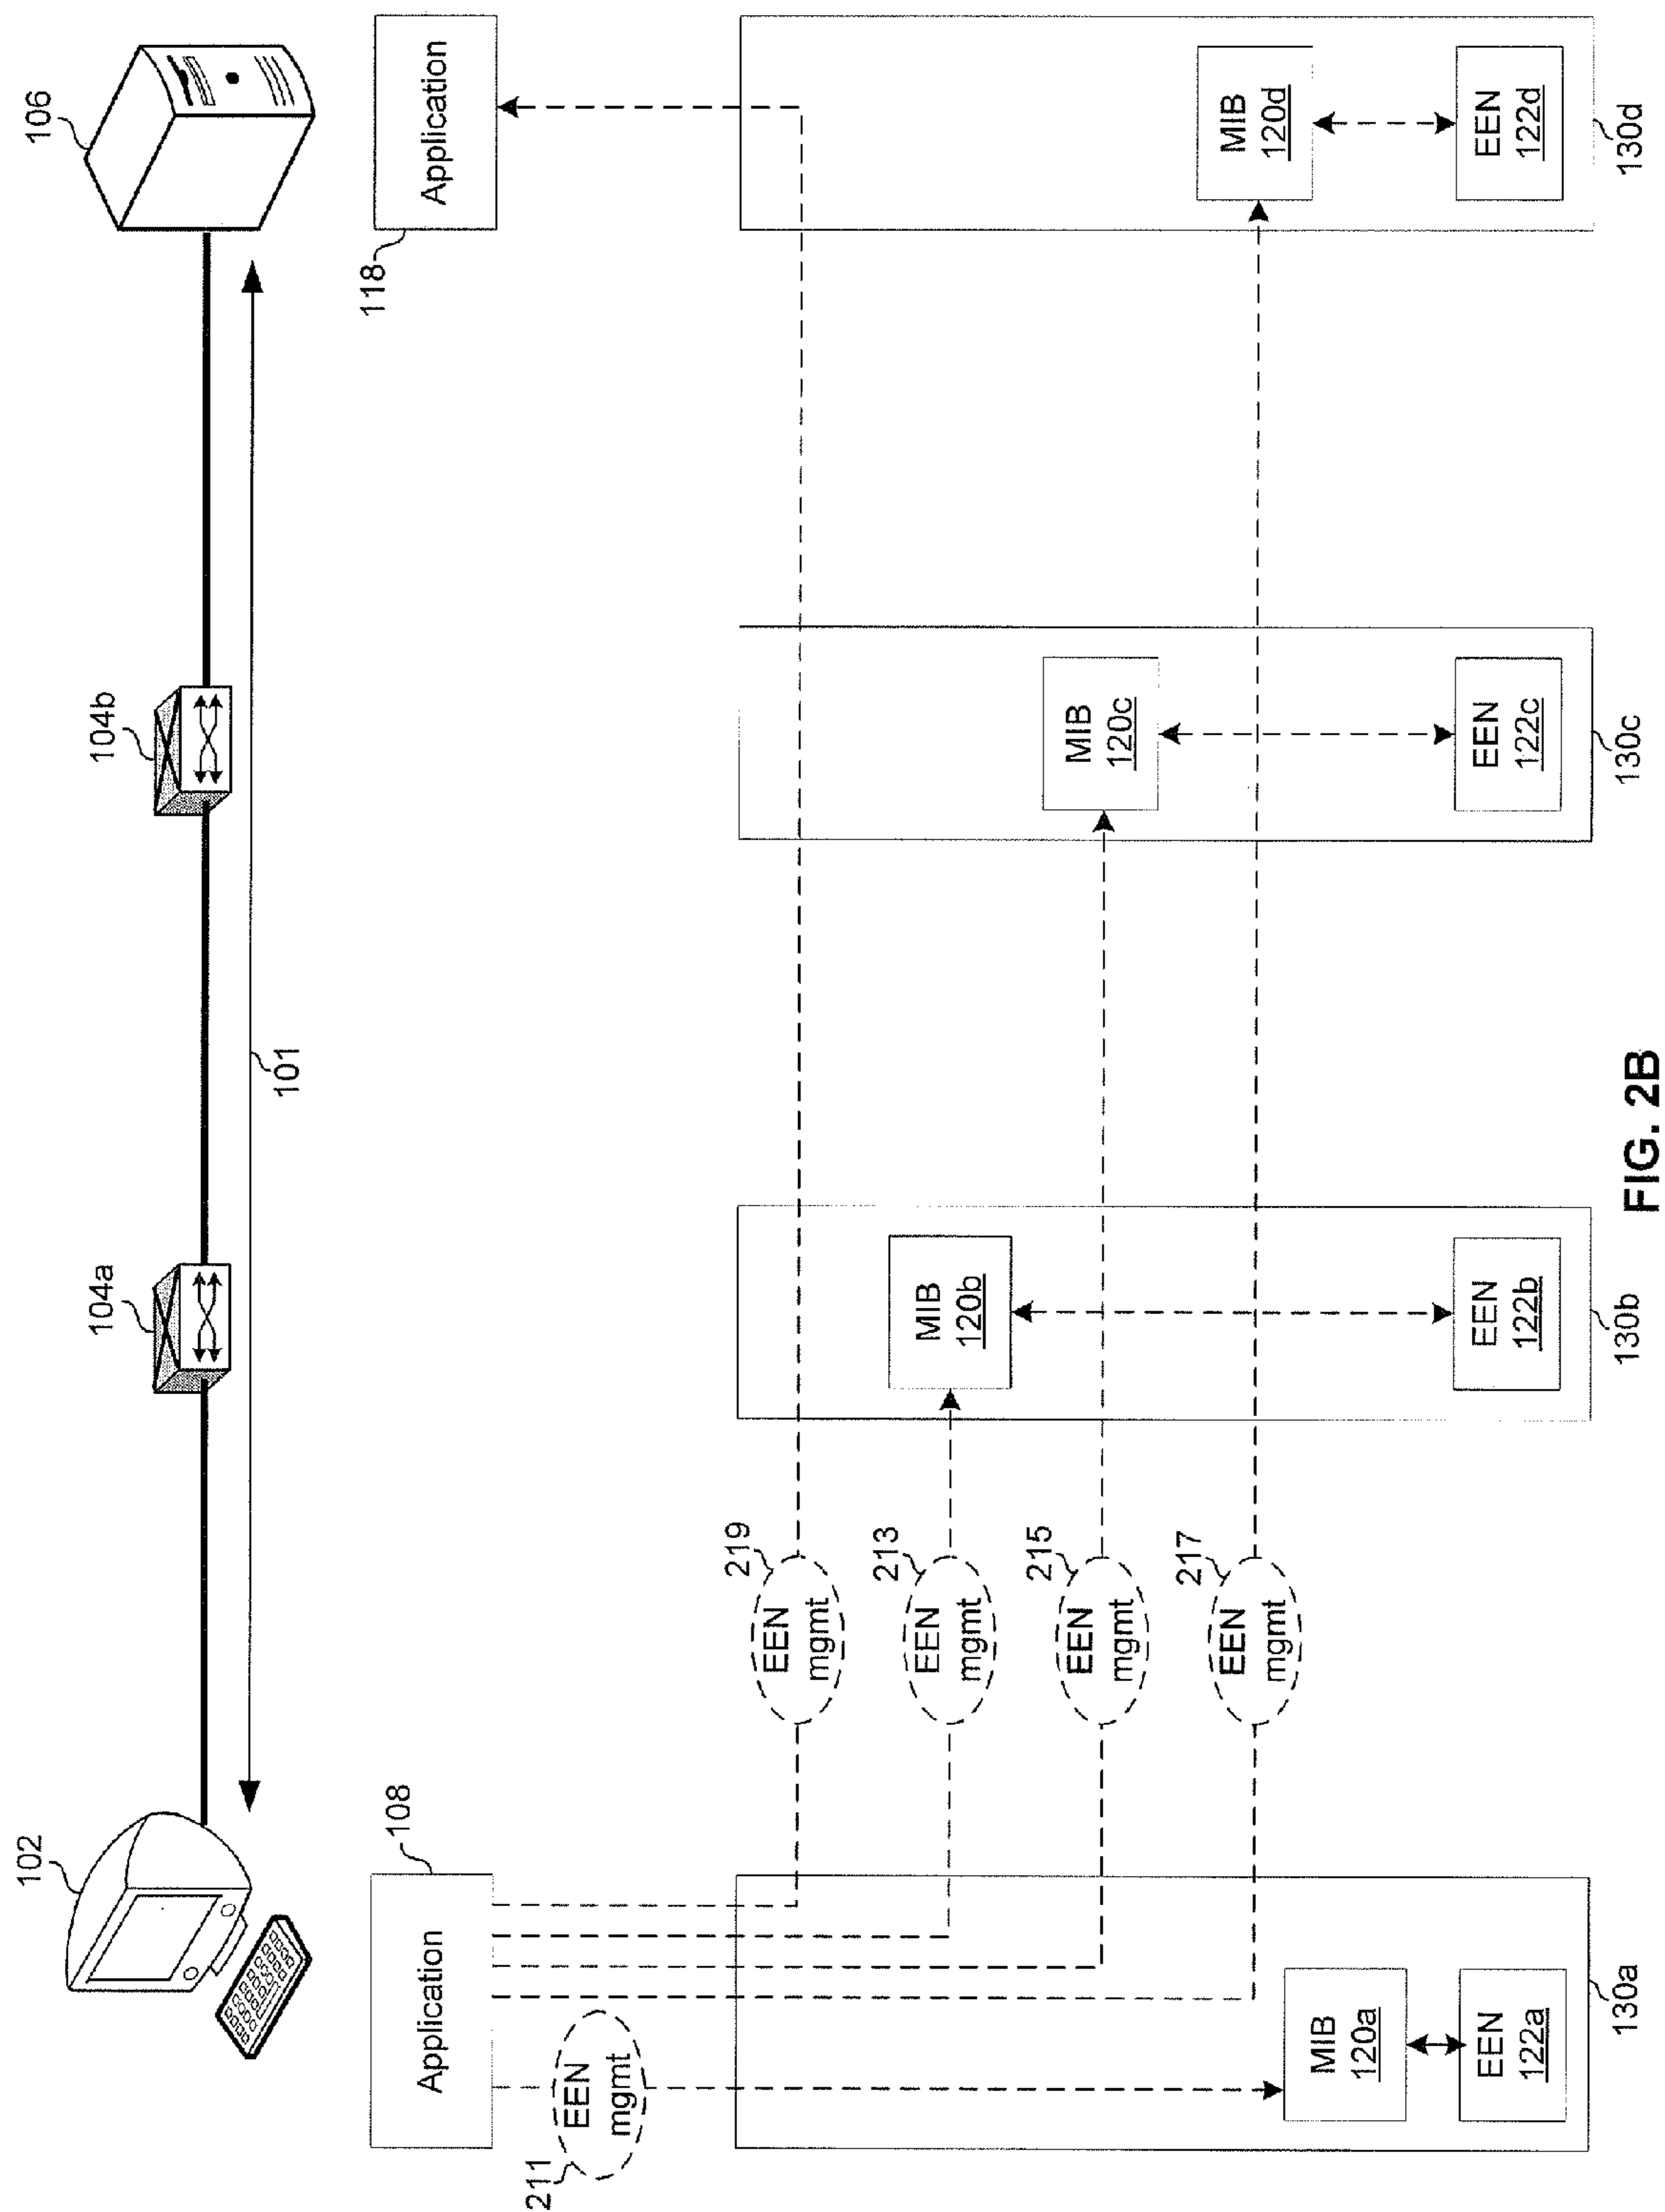 102
104a
104b
106
101
108
Application
118
Application
211
EEN
mgmt
219
EEN
mgmt
213
EEN
mgmt
215
EEN
mgmt
217
EEN
mgmt
MIB
120a
EEN
122a
130a
MIB
120b
EEN
122b
130b
MIB
120c
EEN
122c
130c
MIB
120d
EEN
122d
130d
FIG. 2B